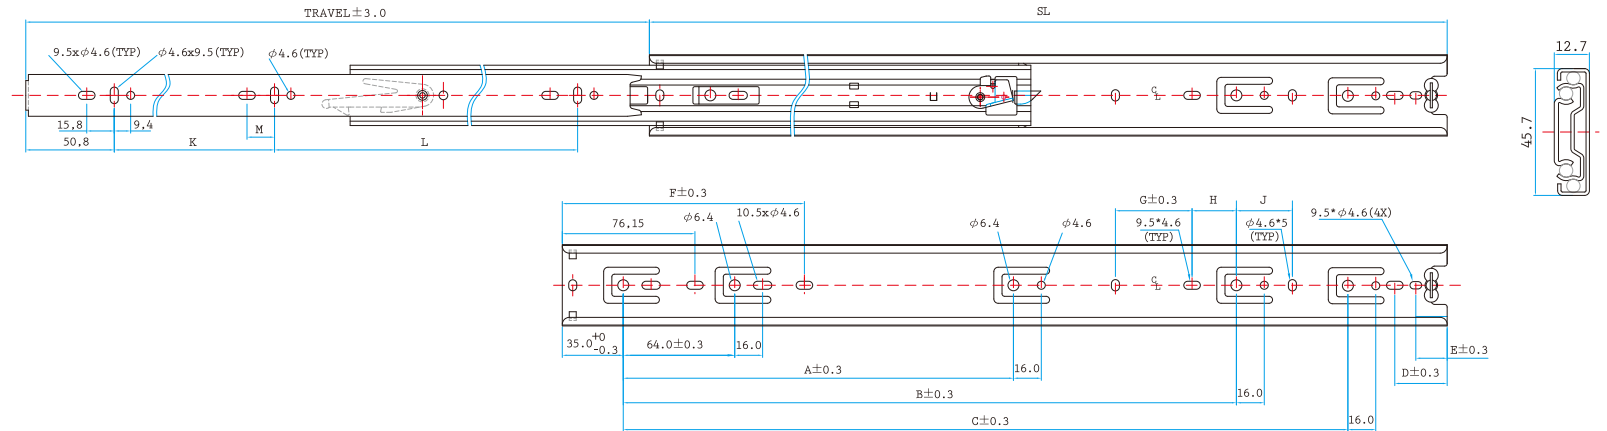 TRAVEL±3.0
SL
9.5xφ4.6(TYP)
φ4.6x9.5(TYP)
φ4.6(TYP)
12.7
45.7
CL
15,8
9,4
M
50,8
K
L
F±0.3
G±0.3
H
J
76,15
φ6.4
10.5xφ4.6
φ6.4
φ4.6
9.5*4.6
(TYP)
φ4.6*5
(TYP)
9.5*φ4.6(4X)
CL
35.0+0
-0.3
64.0±0.3
16.0
A±0.3
16.0
E±0.3
D±0.3
B±0.3
16.0
C±0.3
16.0